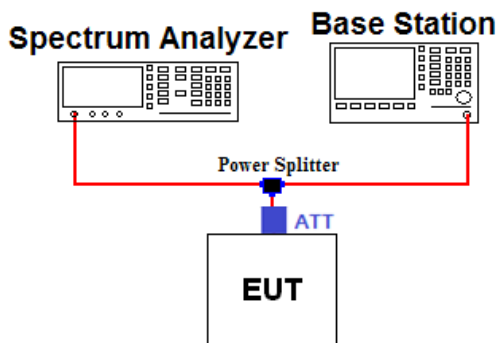 Spectrum Analyzer
Base Station
Power Splitter
ATT
EUT